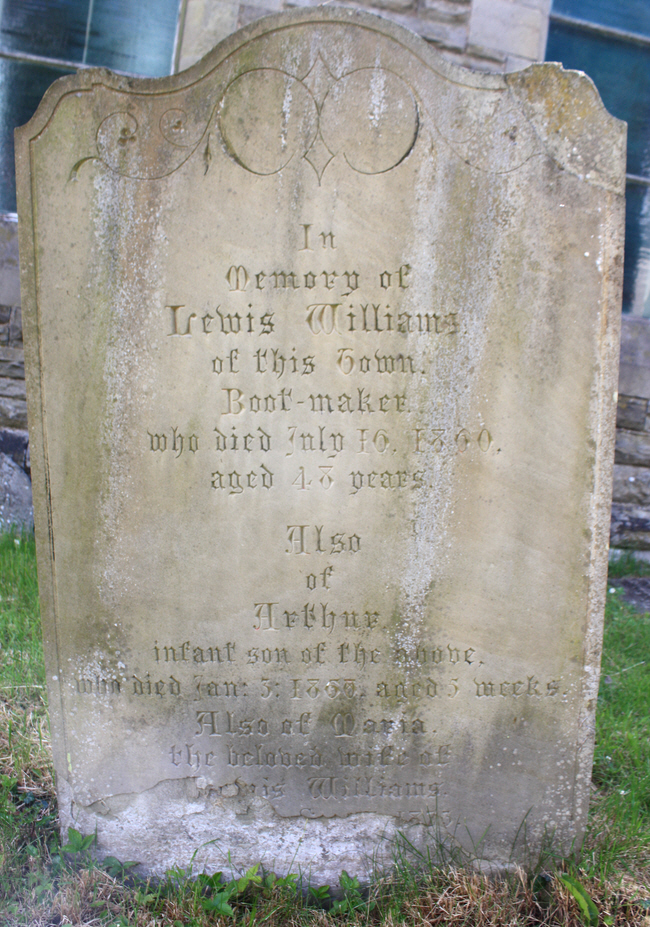 In
Memory of
Lewis Williams
of this Town,
Boot-maker,
who died July 16, 1860,
aged 48 years.
Also
of
Arthur,
infant son of the above,
who died Jan: 3: aged 5 weeks.
Also of Maria,
the beloved wife of
Lewis Williams.